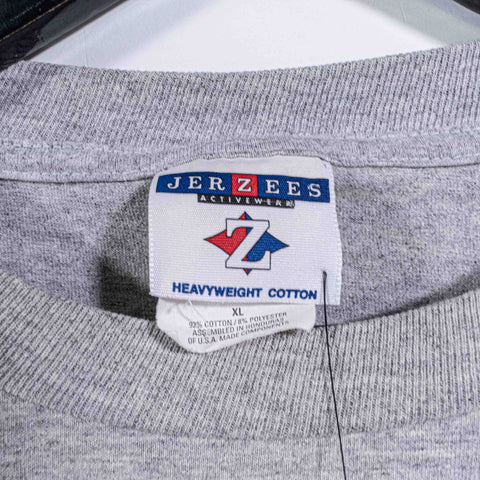 JERZEES
ACTIVEWEAR
Z
HEAVYWEIGHT COTTON
XL
92% COTTON / 8% POLYESTER
ASSEMBLED IN HONDURAS
OF U.S.A. MADE COMPONENTS